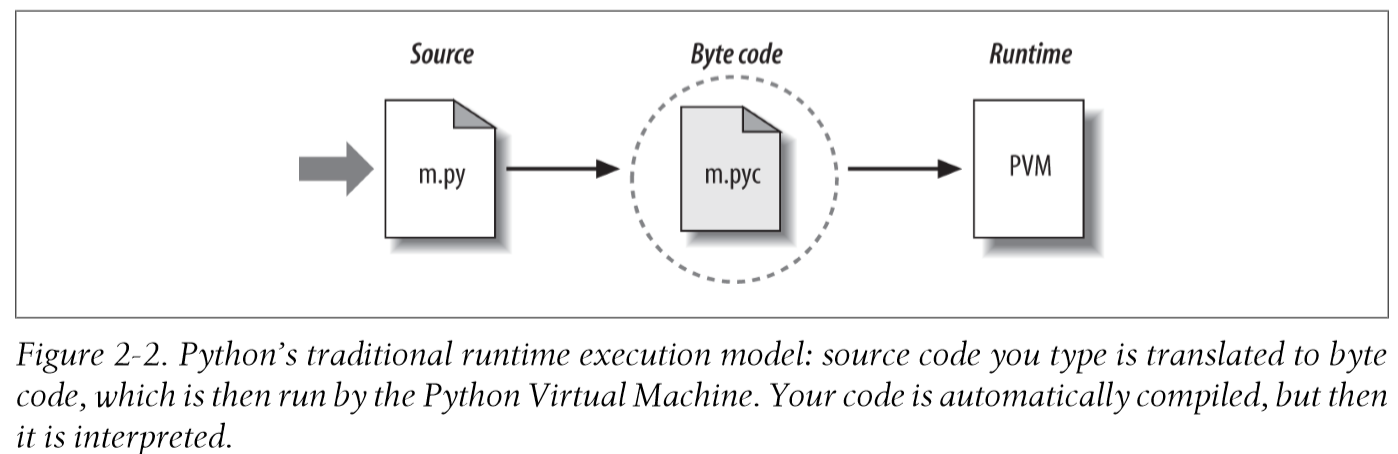 Source
Byte code
Runtime
m.py
m.pyc
PVM
Figure 2-2. Python’s traditional runtime execution model: source code you type is translated to byte
code, which is then run by the Python Virtual Machine. Your code is automatically compiled, but then
it is interpreted.